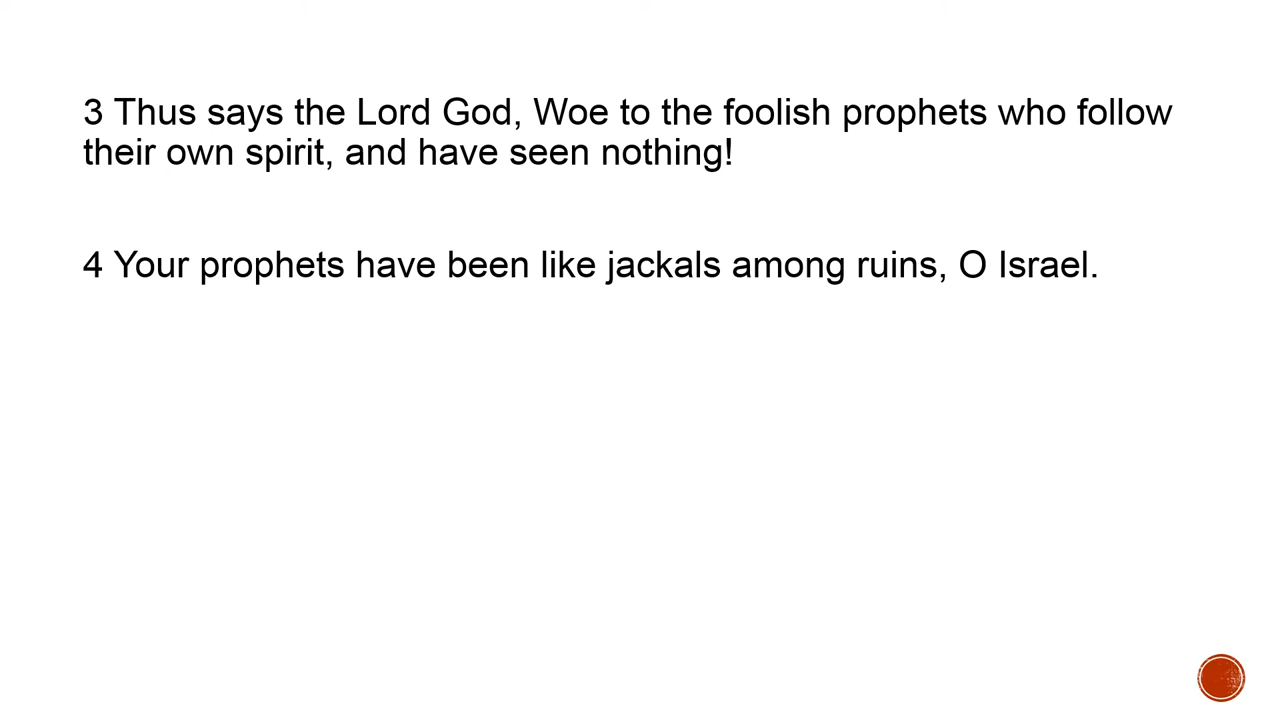 3 Thus says the Lord God, Woe to the foolish prophets who follow
their own spirit, and have seen nothing!
4 Your prophets have been like jackals among ruins, O Israel.